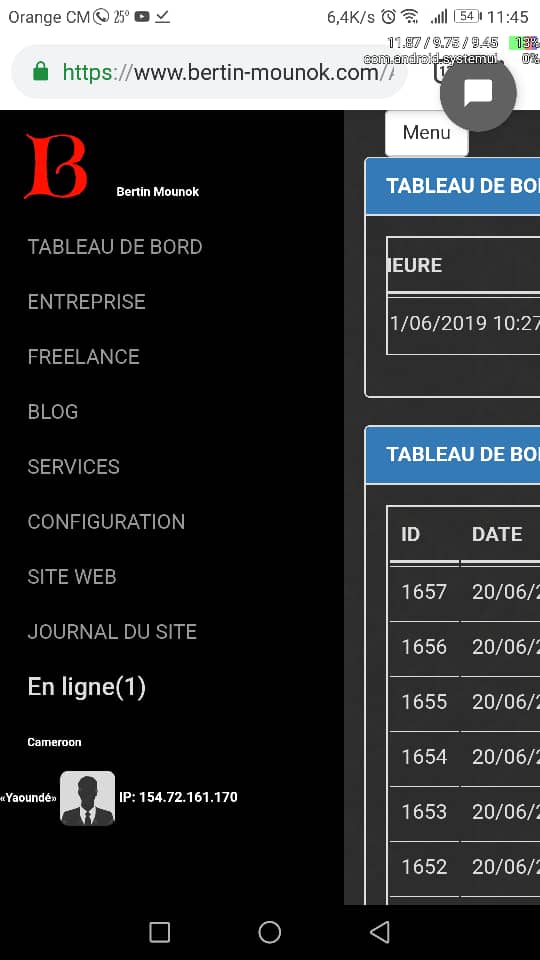 Orange CM 25° 6,4K/s 54 11:45
11.87 / 9.75 / 9.45 13%
com.android.systemui 0%
https://www.bertin-mounok.com/
B
Bertin Mounok
Menu
TABLEAU DE BO
TABLEAU DE BORD
IEURE
ENTREPRISE
1/06/2019 10:27
FREELANCE
BLOG
TABLEAU DE BO
SERVICES
CONFIGURATION
ID DATE
SITE WEB
1657 20/06/2
JOURNAL DU SITE
1656 20/06/2
En ligne(1)
1655 20/06/2
Cameroon
1654 20/06/2
«Yaoundé» IP: 154.72.161.170
1653 20/06/2
1652 20/06/2